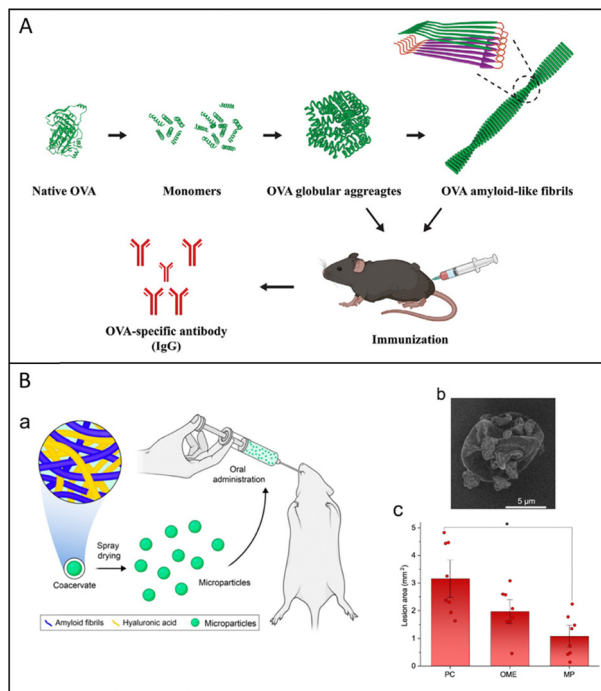 A
Native OVA
Monomers
OVA globular aggreagtes
OVA amyloid-like fibrils
OVA-specific antibody
(IgG)
Immunization
B
a
Oral
administration
Spray
drying
Coacervate
Microparticles
Amyloid fibrils
Hyaluronic acid
Microparticles
b
5 µm
c
Lesion area (mm²)
5
4
3
2
1
0
*
PC
OME
MP